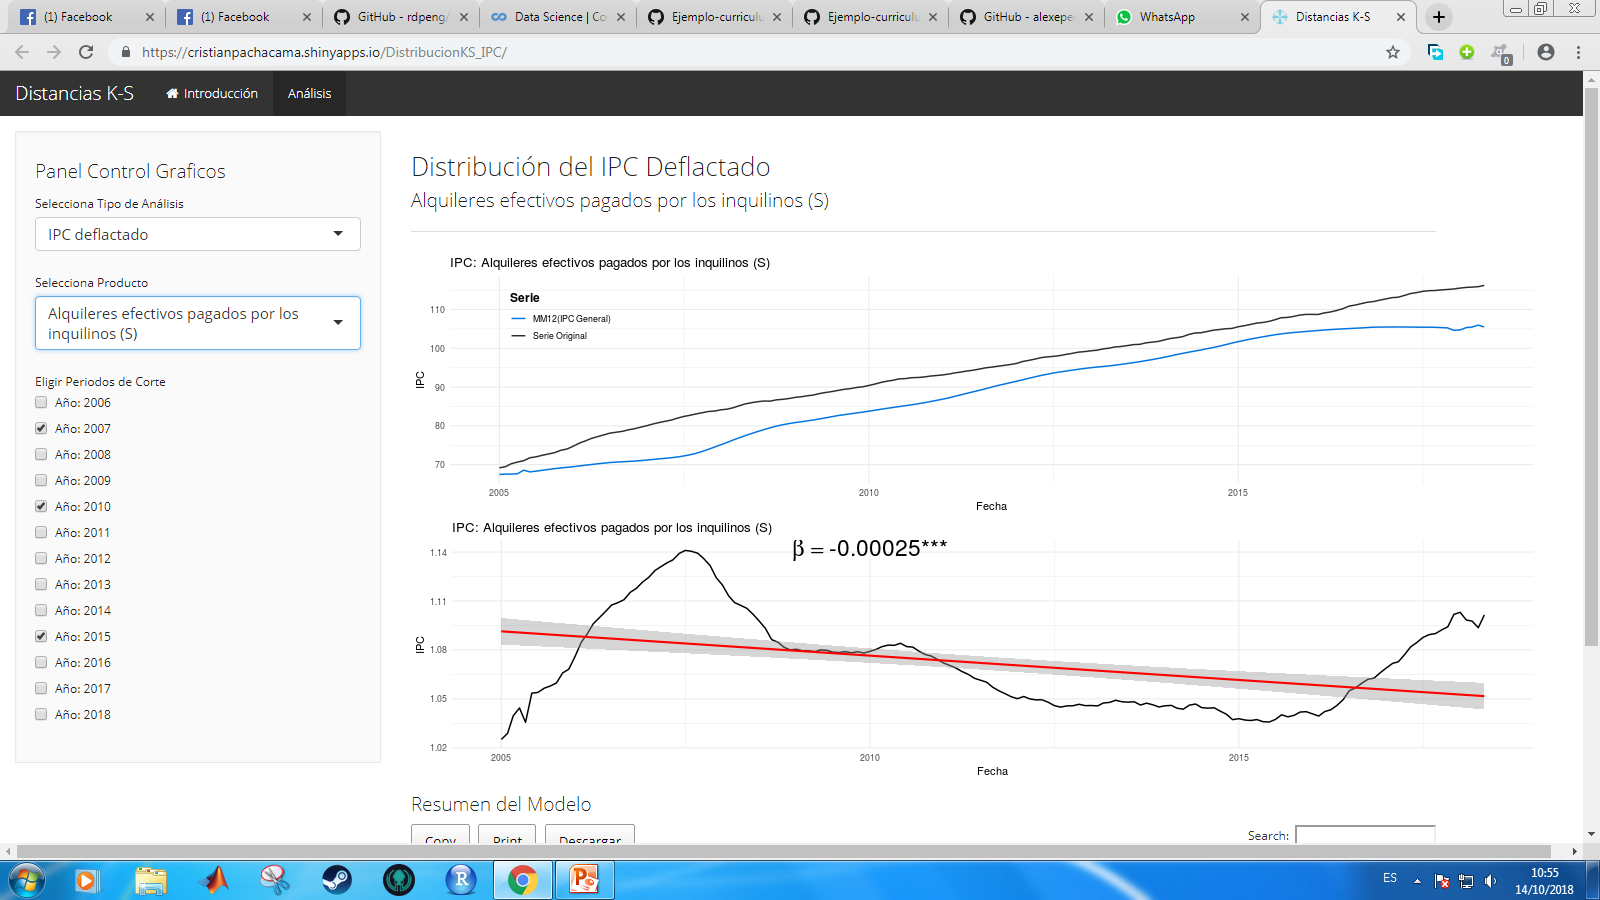 (1) Facebook
(1) Facebook
GitHub - rdpeng/
Data Science | Co
Ejemplo-curriculu
Ejemplo-curriculu
GitHub - alexepe
WhatsApp
Distancias K-S
https://cristianpachacama.shinyapps.io/DistribucionKS_IPC/
0
Distancias K-S
Introducción
Análisis
Panel Control Graficos
Selecciona Tipo de Análisis
IPC deflactado
Selecciona Producto
Alquileres efectivos pagados por los
inquilinos (S)
Eligir Periodos de Corte
Año: 2006
Año: 2007
Año: 2008
Año: 2009
Año: 2010
Año: 2011
Año: 2012
Año: 2013
Año: 2014
Año: 2015
Año: 2016
Año: 2017
Año: 2018
Distribución del IPC Deflactado
Alquileres efectivos pagados por los inquilinos (S)
IPC: Alquileres efectivos pagados por los inquilinos (S)
Serie
MM12(IPC General)
Serie Original
IPC
110
100
90
80
70
2005
2010
2015
Fecha
IPC: Alquileres efectivos pagados por los inquilinos (S)
β = -0.00025***
IPC
1.14
1.11
1.08
1.05
1.02
2005
2010
2015
Fecha
Resumen del Modelo
Copy
Print
Descargar
Search:
ES
10:55
14/10/2018